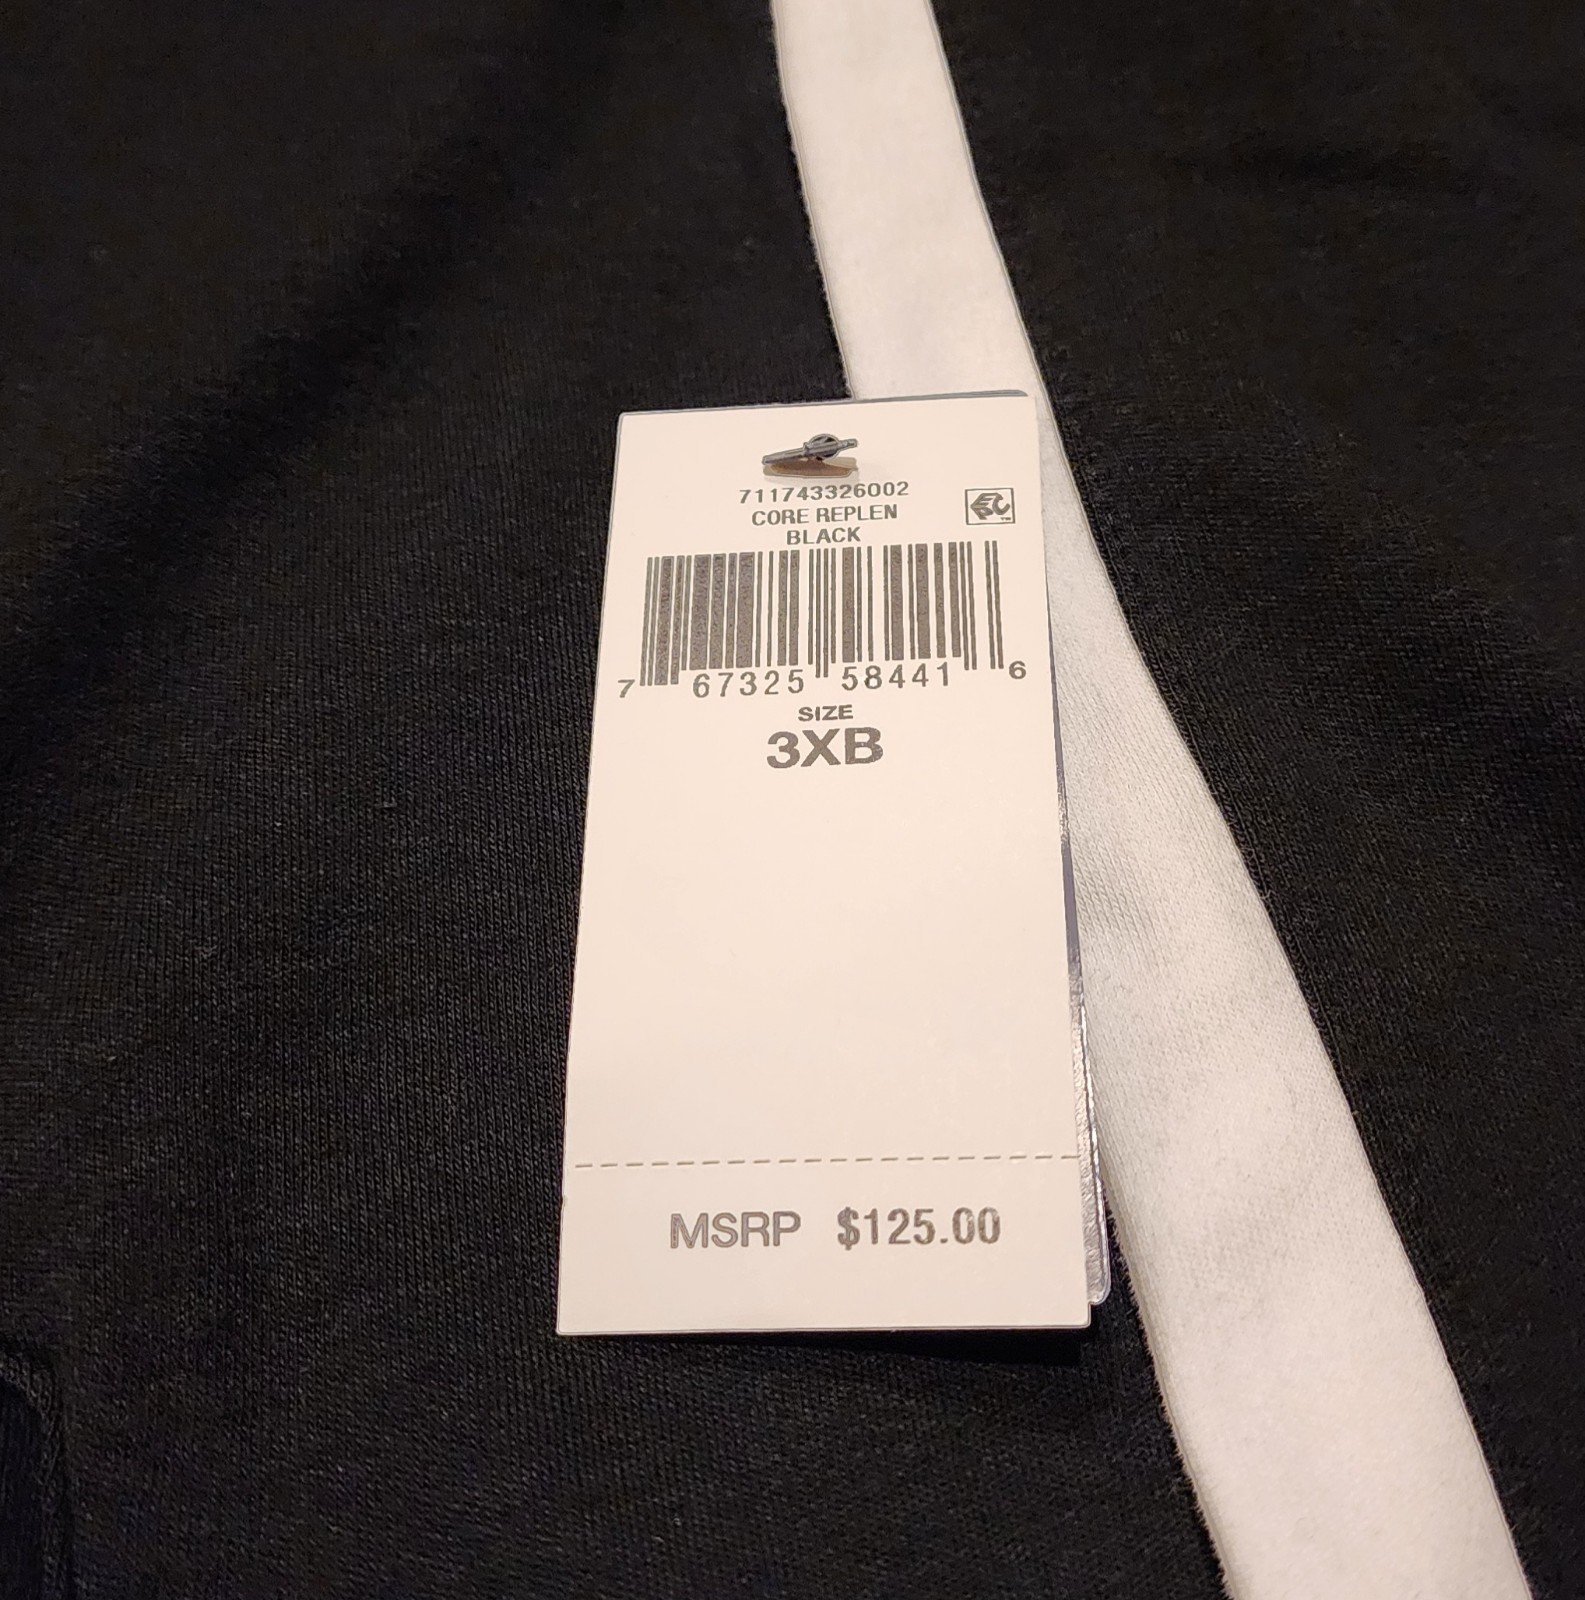 711743326002
CORE REPLEN
BLACK
7 67325 58441 6
SIZE
3XB
MSRP $125.00